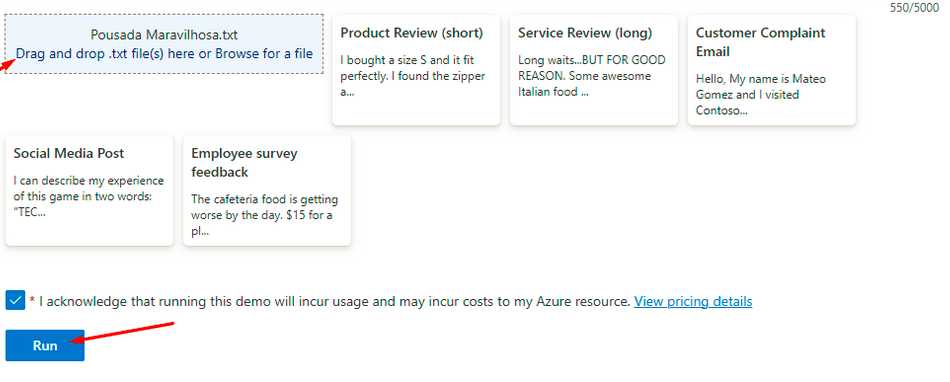 550/5000
Pousada Maravilhosa.txt
Drag and drop .txt file(s) here or Browse for a file
Product Review (short)
I bought a size S and it fit
perfectly. I found the zipper
a...
Service Review (long)
Long waits...BUT FOR GOOD
REASON. Some awesome
Italian food ...
Customer Complaint
Email
Hello, My name is Mateo
Gomez and I visited
Contoso...
Social Media Post
I can describe my experience
of this game in two words:
"TEC...
Employee survey
feedback
The cafeteria food is getting
worse by the day. $15 for a
pl...
* I acknowledge that running this demo will incur usage and may incur costs to my Azure resource. View pricing details
Run